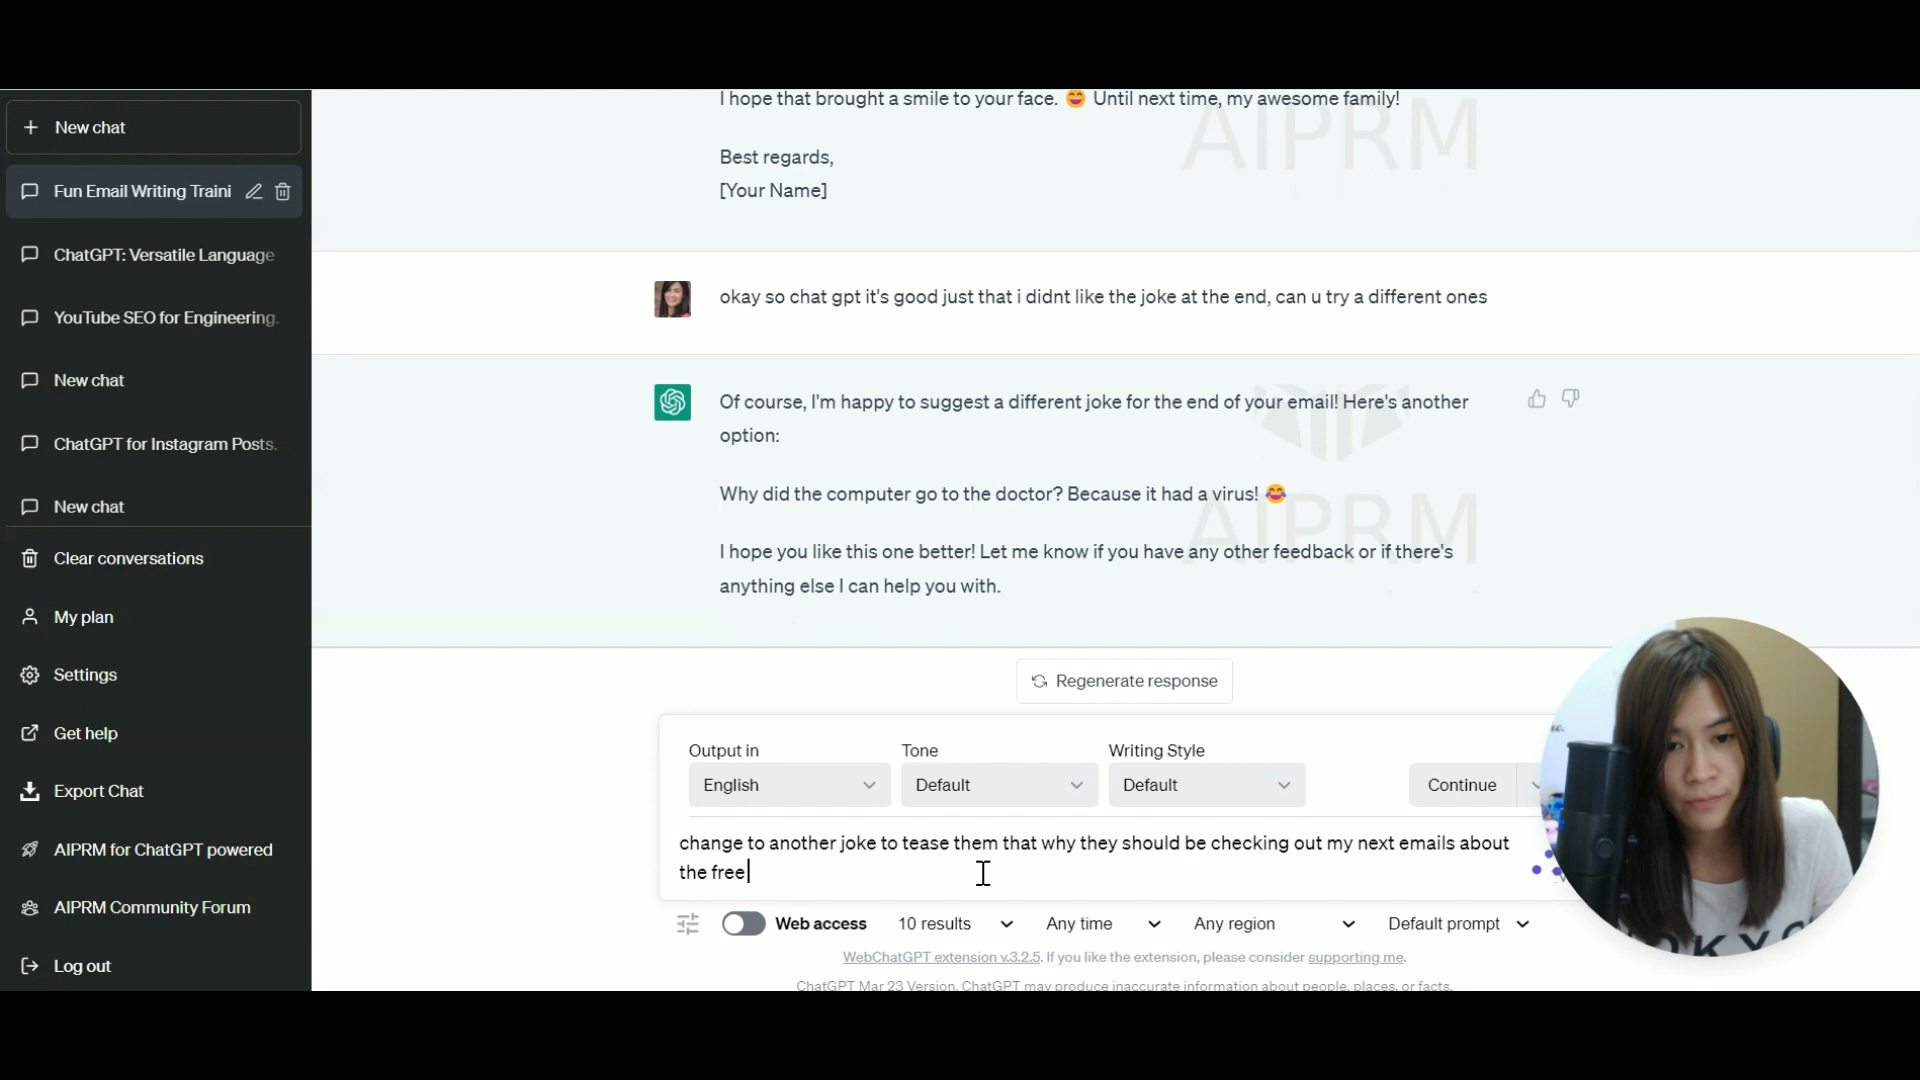 New chat
Fun Email Writing Traini
ChatGPT: Versatile Language
YouTube SEO for Engineering.
New chat
ChatGPT for Instagram Posts.
New chat
Clear conversations
My plan
Settings
Get help
Export Chat
AIPRM for ChatGPT powered
AIPRM Community Forum
Log out
I hope that brought a smile to your face. 😄 Until next time, my awesome family!
AIPRM
Best regards,
[Your Name]
okay so chat gpt it's good just that i didnt like the joke at the end, can u try a different ones
Of course, I'm happy to suggest a different joke for the end of your email! Here's another
option:
Why did the computer go to the doctor? Because it had a virus! 😂
AIPRM
I hope you like this one better! Let me know if you have any other feedback or if there's
anything else I can help you with.
Regenerate response
Output in
Tone
Writing Style
English
Default
Default
Continue
change to another joke to tease them that why they should be checking out my next emails about
the free
Web access
10 results
Any time
Any region
Default prompt
WebChatGPT extension v.3.2.5. If you like the extension, please consider supporting me.
ChatGPT Mar 23 Version. ChatGPT may produce inaccurate information about people, places, or facts.